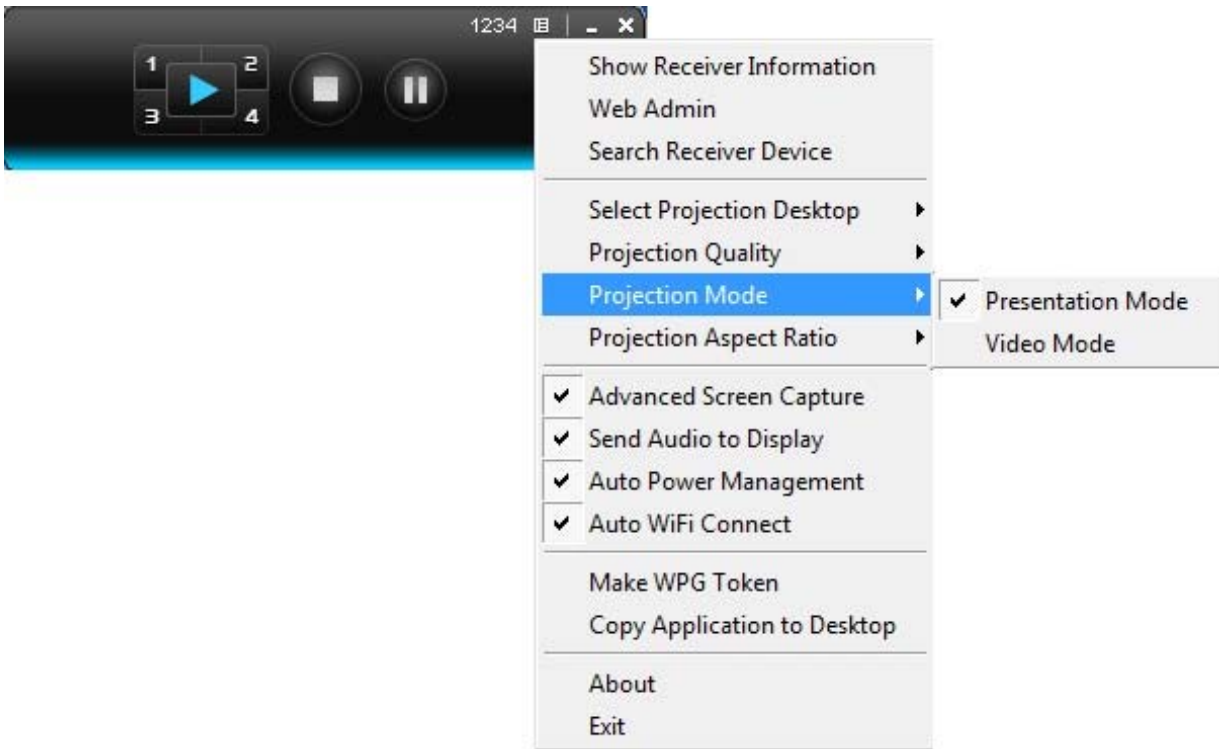 1234
1 2
3 4
Show Receiver Information
Web Admin
Search Receiver Device
Select Projection Desktop
Projection Quality
Projection Mode
Presentation Mode
Video Mode
Projection Aspect Ratio
Advanced Screen Capture
Send Audio to Display
Auto Power Management
Auto WiFi Connect
Make WPG Token
Copy Application to Desktop
About
Exit